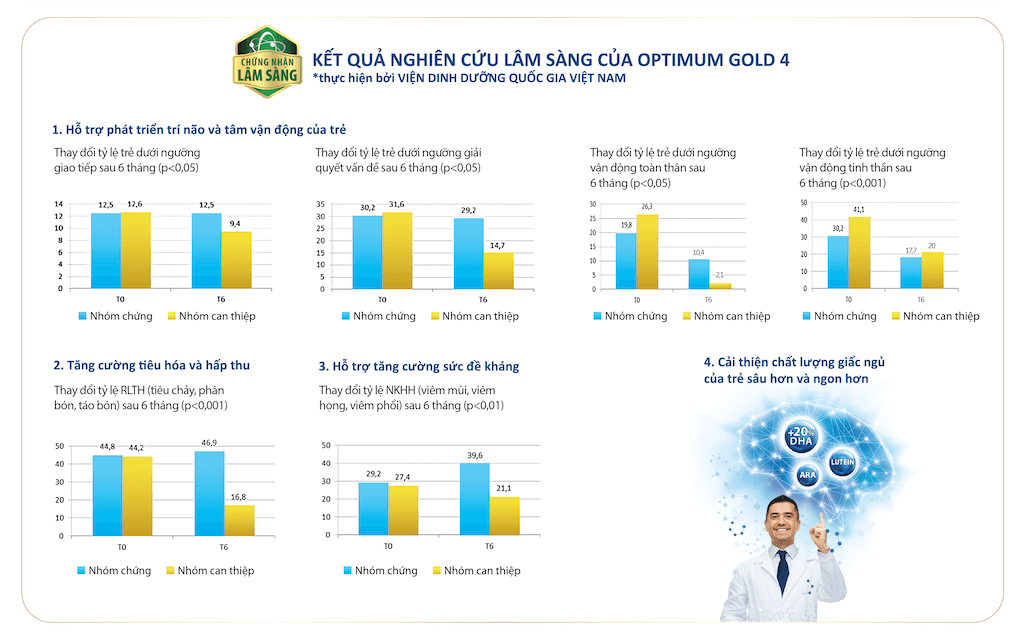 CHỨNG NHẬN
LÂM SÀNG
KẾT QUẢ NGHIÊN CỨU LÂM SÀNG CỦA OPTIMUM GOLD 4
*thực hiện bởi VIỆN DINH DƯỠNG QUỐC GIA VIỆT NAM
1. Hỗ trợ phát triển trí não và tâm vận động của trẻ
Thay đổi tỷ lệ trẻ dưới ngưỡng
giao tiếp sau 6 tháng (p<0,05)
14
12
10
8
6
4
2
0
12,5
12,6
12,5
9,4
T0
T6
Nhóm chứng
Nhóm can thiệp
Thay đổi tỷ lệ trẻ dưới ngưỡng giải
quyết vấn đề sau 6 tháng (p<0,05)
35
30
25
20
15
10
5
0
30,2
31,6
29,2
14,7
T0
T6
Nhóm chứng
Nhóm can thiệp
Thay đổi tỷ lệ trẻ dưới ngưỡng
vận động toàn thân sau
6 tháng (p<0,05)
30
25
20
15
10
5
0
19,8
26,3
10,4
2,1
T0
T6
Nhóm chứng
Nhóm can thiệp
Thay đổi tỷ lệ trẻ dưới ngưỡng
vận động tinh thần sau
6 tháng (p<0,001)
50
40
30
20
10
0
30,2
41,1
17,7
20
T0
T6
Nhóm chứng
Nhóm can thiệp
2. Tăng cường tiêu hóa và hấp thu
Thay đổi tỷ lệ RLTH (tiêu chảy, phân
bón, táo bón) sau 6 tháng (p<0,001)
50
40
30
20
10
0
44,8
44,2
46,9
16,8
T0
T6
Nhóm chứng
Nhóm can thiệp
3. Hỗ trợ tăng cường sức đề kháng
Thay đổi tỷ lệ NKHH (viêm mũi, viêm
họng, viêm phổi) sau 6 tháng (p<0,01)
50
40
30
20
10
0
29,2
27,4
39,6
21,1
T0
T6
Nhóm chứng
Nhóm can thiệp
4. Cải thiện chất lượng giấc ngủ
của trẻ sâu hơn và ngon hơn
+20%
DHA
LUTEIN
ARA